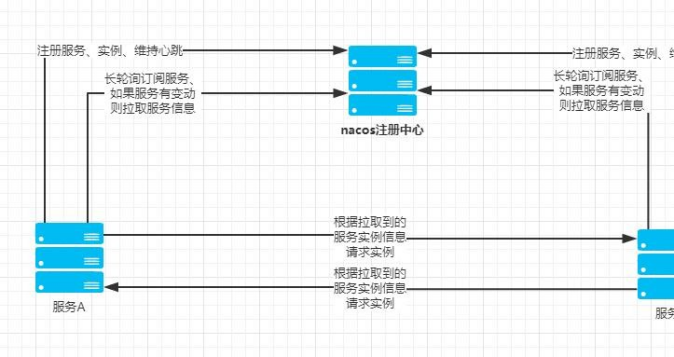 注册服务、实例、维持心跳
注册服务、实例、
长轮询订阅服务、
如果服务有变动
则拉取服务信息
长轮询订阅服务、
如果服务有变动
则拉取服务信息
nacos注册中心
根据拉取到的
服务实例信息
请求实例
根据拉取到的
服务实例信息
请求实例
服务A
服务